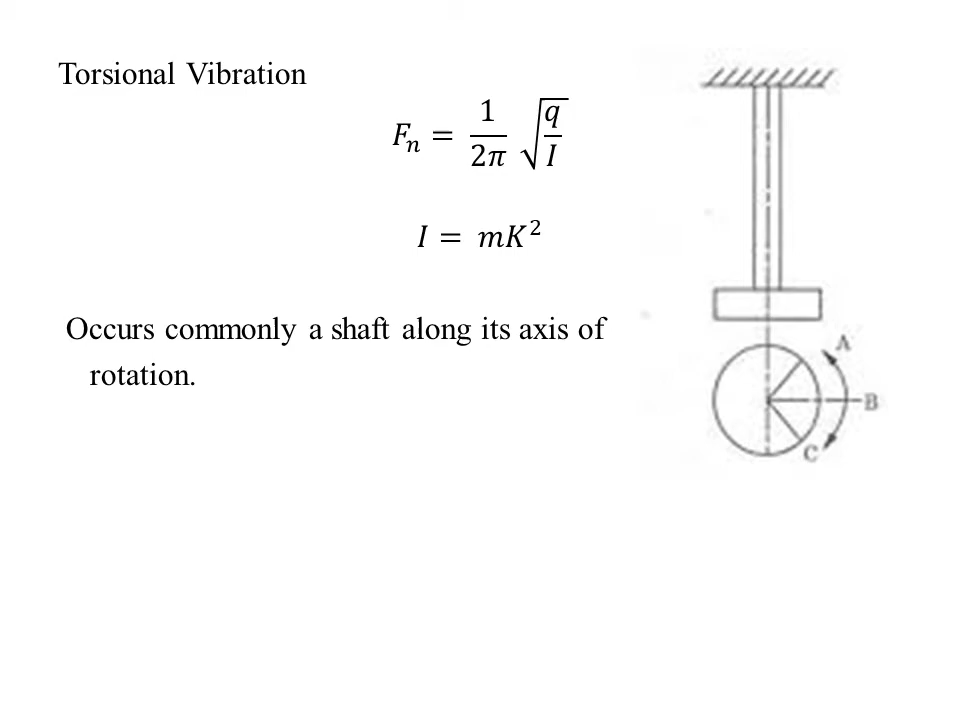 Torsional Vibration
Fₙ = 1/2π √q/I
I = mK²
Occurs commonly a shaft along its axis of
rotation.
A
B
C